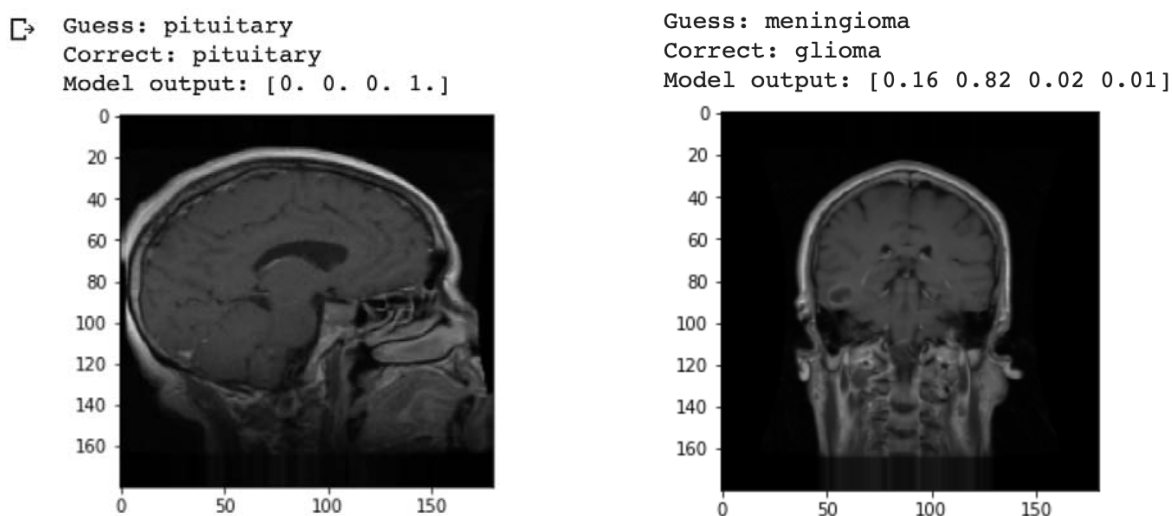 Guess: pituitary
Correct: pituitary
Model output: [0. 0. 0. 1.]
0
20
40
60
80
100
120
140
160
0 50 100 150
Guess: meningioma
Correct: glioma
Model output: [0.16 0.82 0.02 0.01]
0
20
40
60
80
100
120
140
160
0 50 100 150